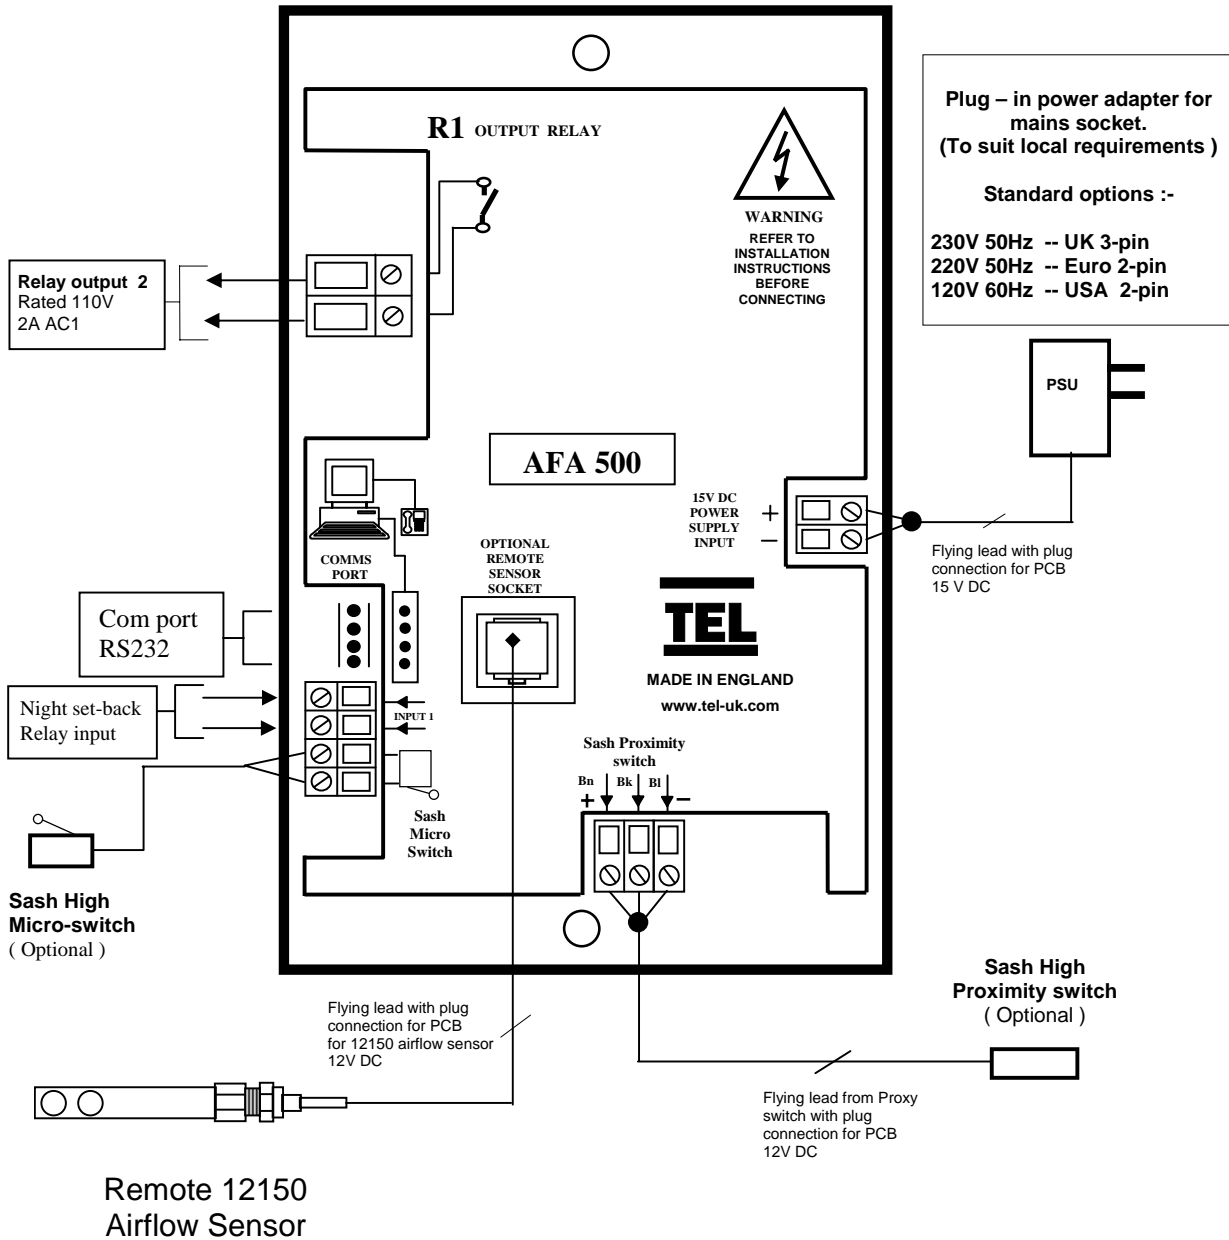 R1 OUTPUT RELAY
WARNING
REFER TO
INSTALLATION
INSTRUCTIONS
BEFORE
CONNECTING
Plug – in power adapter for
mains socket.
(To suit local requirements )
Standard options :-
230V 50Hz -- UK 3-pin
220V 50Hz -- Euro 2-pin
120V 60Hz -- USA 2-pin
Relay output 2
Rated 110V
2A AC1
PSU
AFA 500
15V DC
POWER
SUPPLY
INPUT
+
–
Flying lead with plug
connection for PCB
15 V DC
COMMS
PORT
OPTIONAL
REMOTE
SENSOR
SOCKET
TEL
MADE IN ENGLAND
www.tel-uk.com
Com port
RS232
Night set-back
Relay input
INPUT 1
Sash
Micro
Switch
Sash Proximity
switch
Bn Bk Bl
+ –
Sash High
Micro-switch
( Optional )
Flying lead with plug
connection for PCB
for 12150 airflow sensor
12V DC
Sash High
Proximity switch
( Optional )
Flying lead from Proxy
switch with plug
connection for PCB
12V DC
Remote 12150
Airflow Sensor